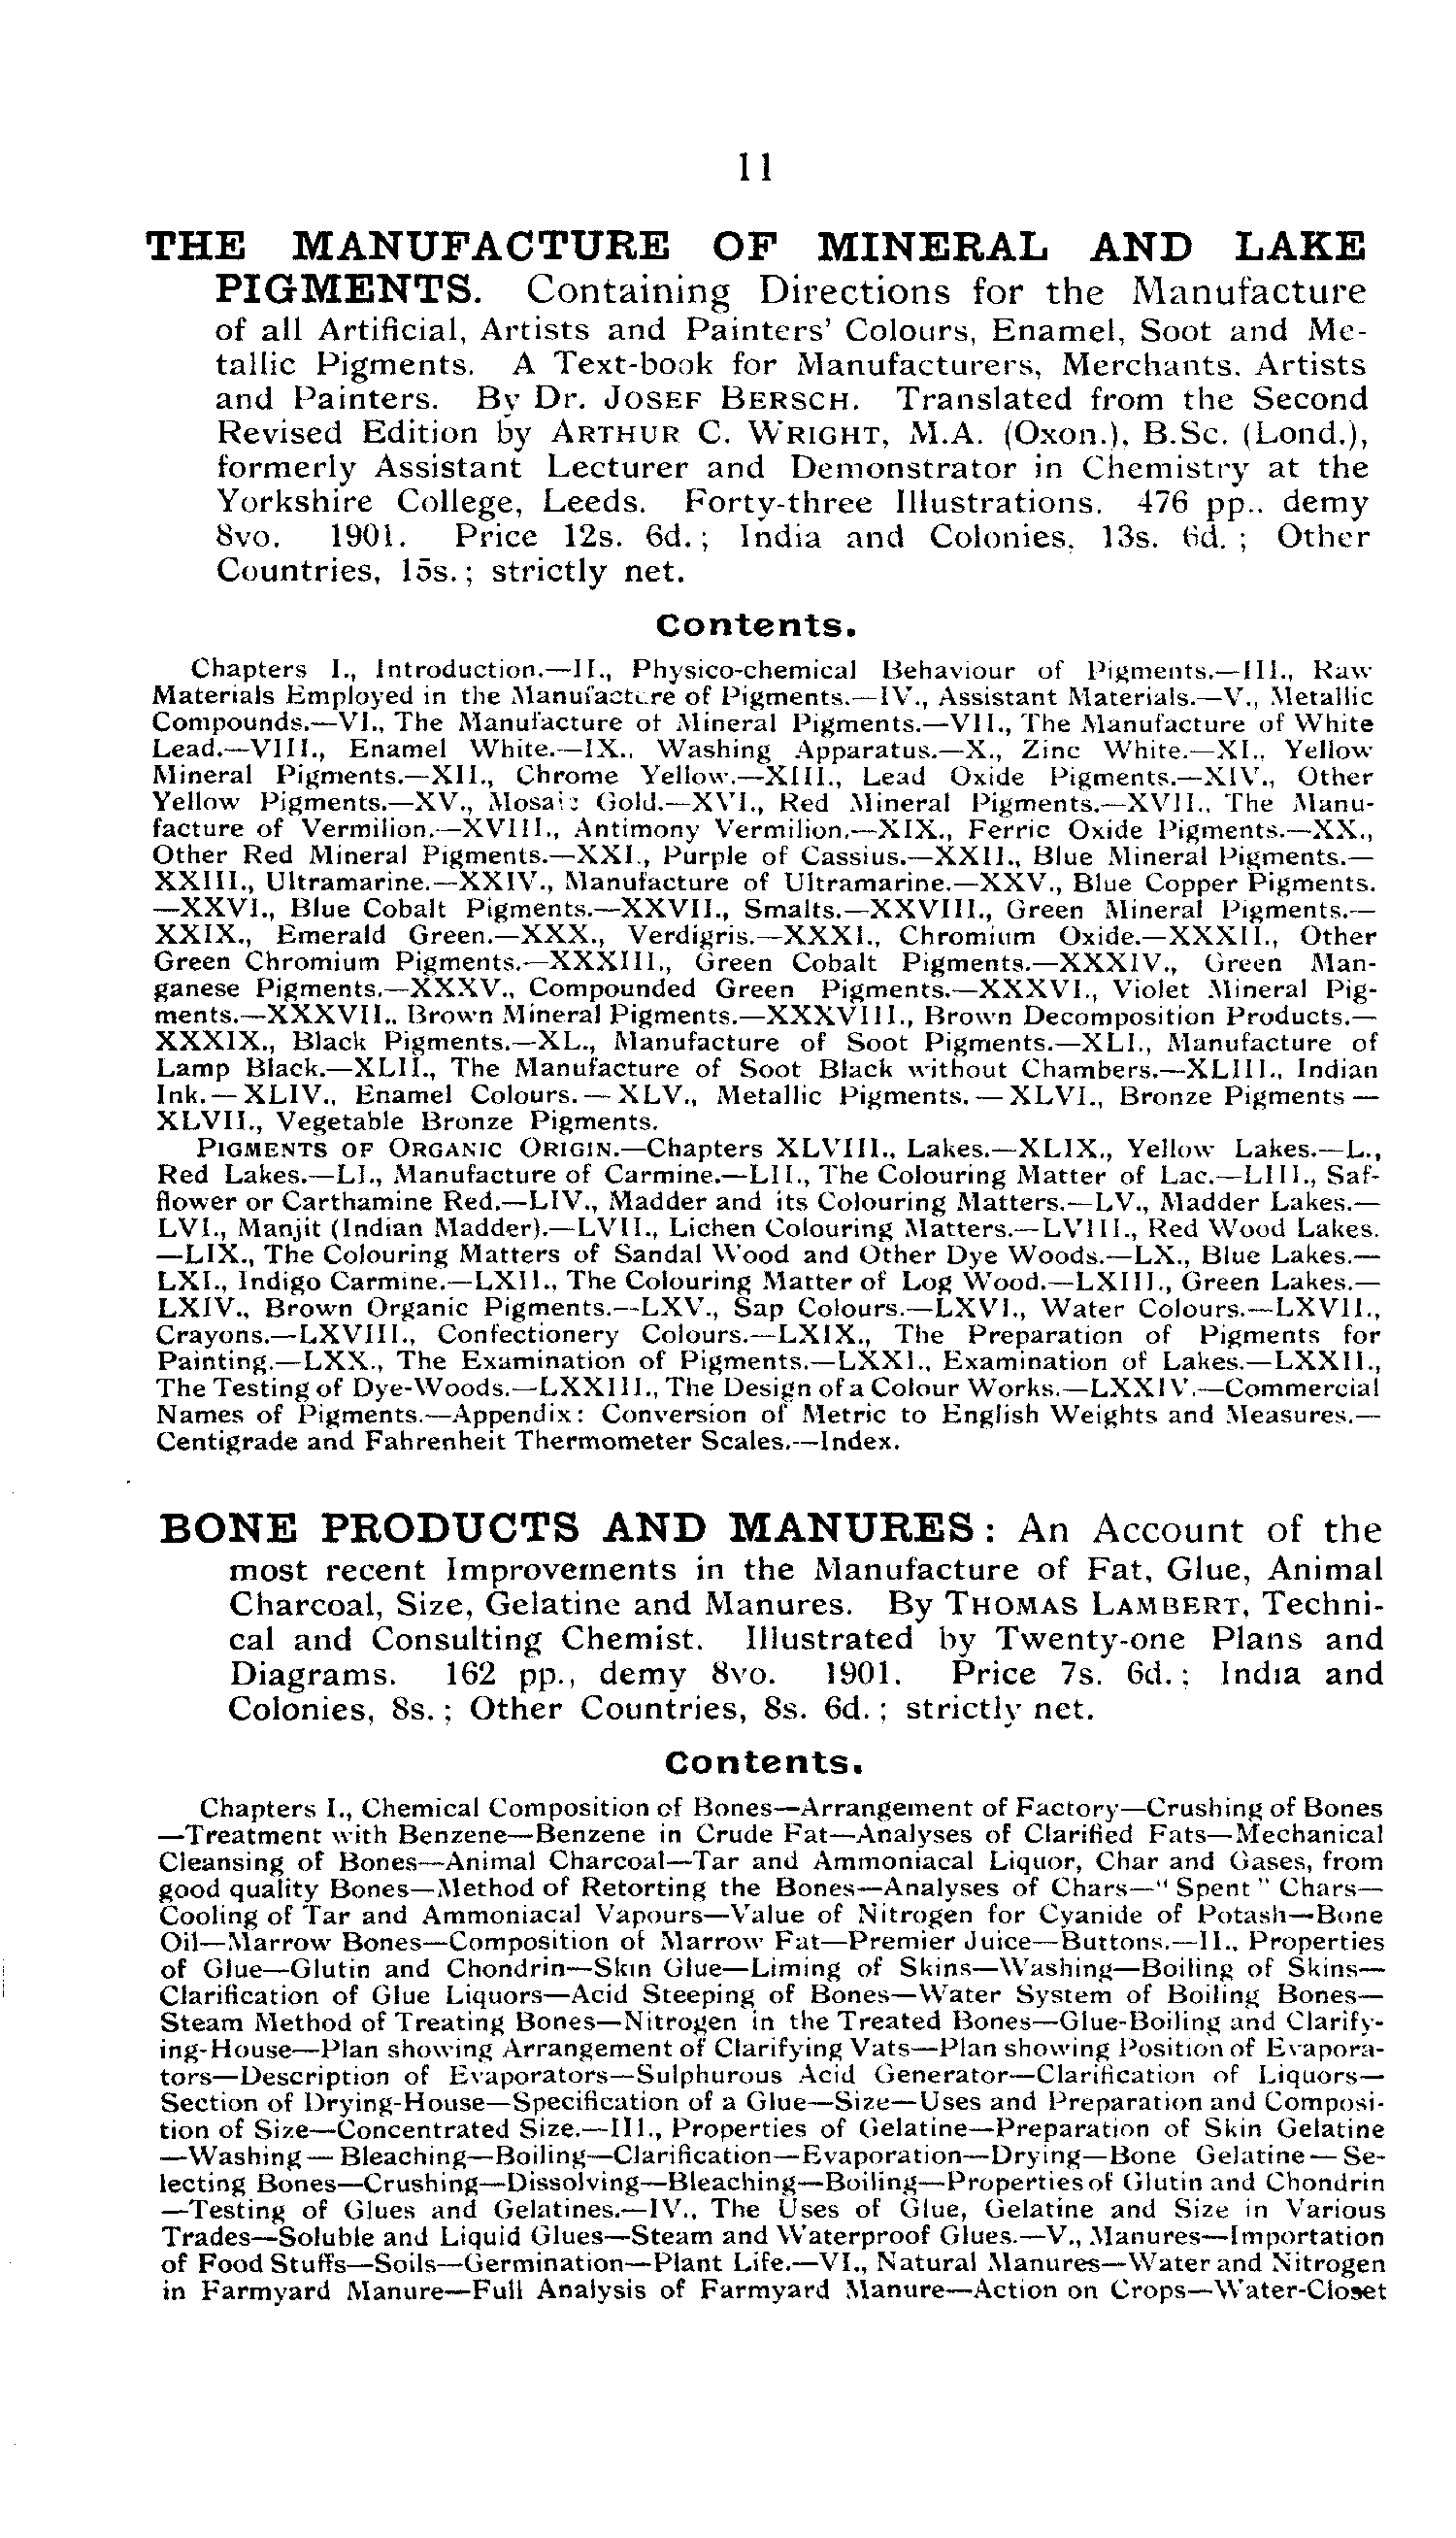 11
THE MANUFACTURE OF MINERAL AND LAKE
PIGMENTS. Containing Directions for the Manufacture
of all Artificial, Artists and Painters' Colours, Enamel, Soot and Me-
tallic Pigments. A Text-book for Manufacturers, Merchants. Artists
and Painters. By Dr. JOSEF BERSCH. Translated from the Second
Revised Edition by ARTHUR C. WRIGHT, M.A. (Oxon.), B.Sc. (Lond.),
formerly Assistant Lecturer and Demonstrator in Chemistry at the
Yorkshire College, Leeds. Forty-three Illustrations. 476 pp.. demy
8vo. 1901. Price 12s. 6d.; India and Colonies, 13s. 6d.; Other
Countries, 15s.; strictly net.
Contents.
Chapters I., Introduction.—II., Physico-chemical Behaviour of Pigments.—III., Raw
Materials Employed in the Manufacture of Pigments.—IV., Assistant Materials.—V., Metallic
Compounds.—VI., The Manufacture of Mineral Pigments.—VII., The Manufacture of White
Lead.—VIII., Enamel White.—IX., Washing Apparatus.—X., Zinc White.—XI., Yellow
Mineral Pigments.—XII., Chrome Yellow.—XIII., Lead Oxide Pigments.—XIV., Other
Yellow Pigments.—XV., Mosaic Gold.—XVI., Red Mineral Pigments.—XVII., The Manu-
facture of Vermilion.—XVIII., Antimony Vermilion.—XIX., Ferric Oxide Pigments.—XX.,
Other Red Mineral Pigments.—XXI., Purple of Cassius.—XXII., Blue Mineral Pigments.—
XXIII., Ultramarine.—XXIV., Manufacture of Ultramarine.—XXV., Blue Copper Pigments.
—XXVI., Blue Cobalt Pigments.—XXVII., Smalts.—XXVIII., Green Mineral Pigments.—
XXIX., Emerald Green.—XXX., Verdigris.—XXXI., Chromium Oxide.—XXXII., Other
Green Chromium Pigments.—XXXIII., Green Cobalt Pigments.—XXXIV., Green Man-
ganese Pigments.—XXXV., Compounded Green Pigments.—XXXVI., Violet Mineral Pig-
ments.—XXXVII., Brown Mineral Pigments.—XXXVIII., Brown Decomposition Products.—
XXXIX., Black Pigments.—XL., Manufacture of Soot Pigments.—XLI., Manufacture of
Lamp Black.—XLII., The Manufacture of Soot Black without Chambers.—XLIII., Indian
Ink.—XLIV., Enamel Colours.—XLV., Metallic Pigments.—XLVI., Bronze Pigments—
XLVII., Vegetable Bronze Pigments.
PIGMENTS OF ORGANIC ORIGIN.—Chapters XLVIII., Lakes.—XLIX., Yellow Lakes.—L.,
Red Lakes.—LI., Manufacture of Carmine.—LII., The Colouring Matter of Lac.—LIII., Saf-
flower or Carthamine Red.—LIV., Madder and its Colouring Matters.—LV., Madder Lakes.—
LVI., Manjit (Indian Madder).—LVII., Lichen Colouring Matters.—LVIII., Red Wood Lakes.
—LIX., The Colouring Matters of Sandal Wood and Other Dye Woods.—LX., Blue Lakes.—
LXI., Indigo Carmine.—LXII., The Colouring Matter of Log Wood.—LXIII., Green Lakes.—
LXIV., Brown Organic Pigments.—LXV., Sap Colours.—LXVI., Water Colours.—LXVII.,
Crayons.—LXVIII., Confectionery Colours.—LXIX., The Preparation of Pigments for
Painting.—LXX., The Examination of Pigments.—LXXI., Examination of Lakes.—LXXII.,
The Testing of Dye-Woods.—LXXIII., The Design of a Colour Works.—LXXIV.—Commercial
Names of Pigments.—Appendix: Conversion of Metric to English Weights and Measures.—
Centigrade and Fahrenheit Thermometer Scales.—Index.
BONE PRODUCTS AND MANURES: An Account of the
most recent Improvements in the Manufacture of Fat, Glue, Animal
Charcoal, Size, Gelatine and Manures. By THOMAS LAMBERT, Techni-
cal and Consulting Chemist. Illustrated by Twenty-one Plans and
Diagrams. 162 pp., demy 8vo. 1901. Price 7s. 6d.; India and
Colonies, 8s.; Other Countries, 8s. 6d.; strictly net.
Contents.
Chapters I., Chemical Composition of Bones—Arrangement of Factory—Crushing of Bones
—Treatment with Benzene—Benzene in Crude Fat—Analyses of Clarified Fats—Mechanical
Cleansing of Bones—Animal Charcoal—Tar and Ammoniacal Liquor, Char and Gases, from
good quality Bones—Method of Retorting the Bones—Analyses of Chars—"Spent" Chars—
Cooling of Tar and Ammoniacal Vapours—Value of Nitrogen for Cyanide of Potash—Bone
Oil—Marrow Bones—Composition of Marrow Fat—Premier Juice—Buttons.—II., Properties
of Glue—Glutin and Chondrin—Skin Glue—Liming of Skins—Washing—Boiling of Skins—
Clarification of Glue Liquors—Acid Steeping of Bones—Water System of Boiling Bones—
Steam Method of Treating Bones—Nitrogen in the Treated Bones—Glue-Boiling and Clarify-
ing-House—Plan showing Arrangement of Clarifying Vats—Plan showing Position of Evapora-
tors—Description of Evaporators—Sulphurous Acid Generator—Clarification of Liquors—
Section of Drying-House—Specification of a Glue—Size—Uses and Preparation and Composi-
tion of Size—Concentrated Size.—III., Properties of Gelatine—Preparation of Skin Gelatine
—Washing—Bleaching—Boiling—Clarification—Evaporation—Drying—Bone Gelatine—Se-
lecting Bones—Crushing—Dissolving—Bleaching—Boiling—Properties of Glutin and Chondrin
—Testing of Glues and Gelatines.—IV., The Uses of Glue, Gelatine and Size in Various
Trades—Soluble and Liquid Glues—Steam and Waterproof Glues.—V., Manures—Importation
of Food Stuffs—Soils—Germination—Plant Life.—VI., Natural Manures—Water and Nitrogen
in Farmyard Manure—Full Analysis of Farmyard Manure—Action on Crops—Water-Closet